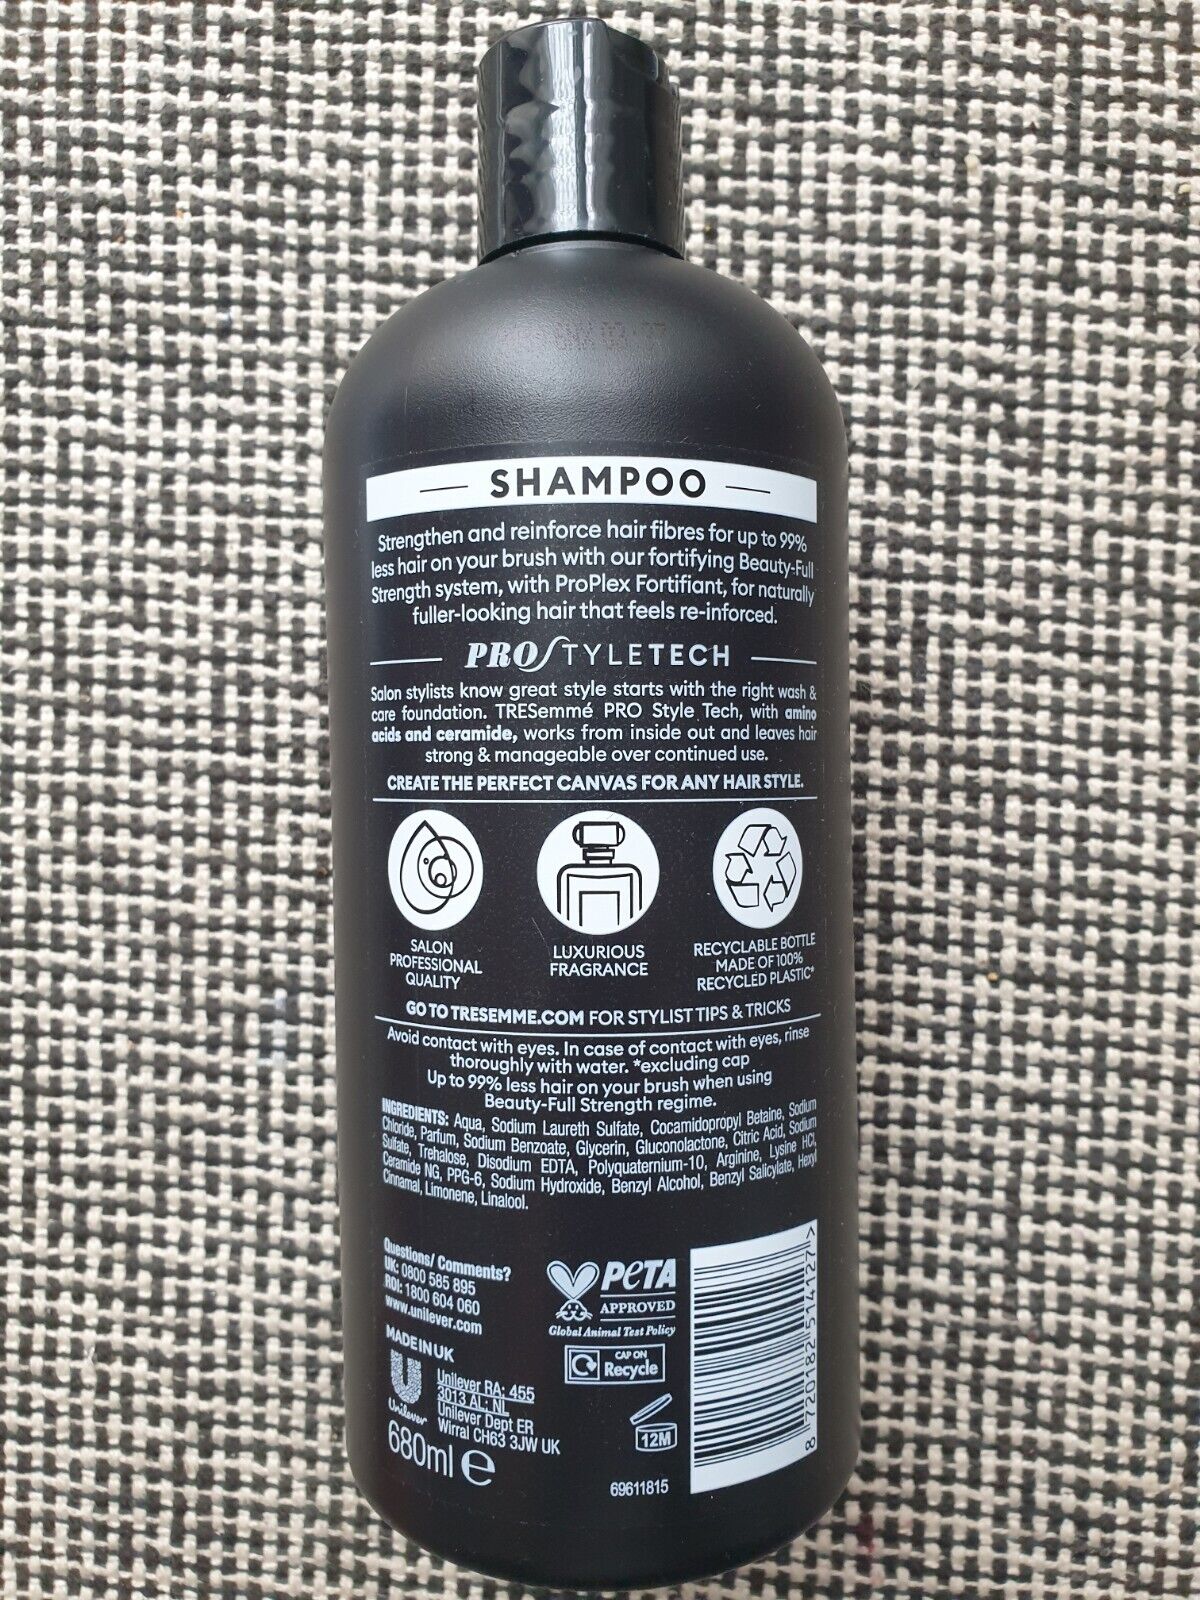 SHAMPOO
Strengthen and reinforce hair fibres for up to 99%
less hair on your brush with our fortifying Beauty-Full
Strength system, with ProPlex Fortifiant, for naturally
fuller-looking hair that feels re-inforced.
PROSTYLETECH
Salon stylists know great style starts with the right wash &
care foundation. TRESemmé PRO Style Tech, with amino
acids and ceramide, works from inside out and leaves hair
strong & manageable over continued use.
CREATE THE PERFECT CANVAS FOR ANY HAIR STYLE.
SALON
PROFESSIONAL
QUALITY
LUXURIOUS
FRAGRANCE
RECYCLABLE BOTTLE
MADE OF 100%
RECYCLED PLASTIC*
GO TO TRESEMME.COM FOR STYLIST TIPS & TRICKS
Avoid contact with eyes. In case of contact with eyes, rinse
thoroughly with water. *excluding cap
Up to 99% less hair on your brush when using
Beauty-Full Strength regime.
INGREDIENTS: Aqua, Sodium Laureth Sulfate, Cocamidopropyl Betaine, Sodium
Chloride, Parfum, Sodium Benzoate, Glycerin, Gluconolactone, Citric Acid, Sodium
Sulfate, Trehalose, Disodium EDTA, Polyquaternium-10, Arginine, Lysine HCl,
Ceramide NG, PPG-6, Sodium Hydroxide, Benzyl Alcohol, Benzyl Salicylate, Hexyl
Cinnamal, Limonene, Linalool.
Questions/ Comments?
UK: 0800 585 895
ROI: 1800 604 060
www.unilever.com
MADE IN UK
Unilever
Unilever RA: 455
3013 AL; NL
Unilever Dept ER
Wirral CH63 3JW UK
680ml e
PETA
APPROVED
Global Animal Test Policy
CAP ON
Recycle
12M
69611815
8 720182 514127 >